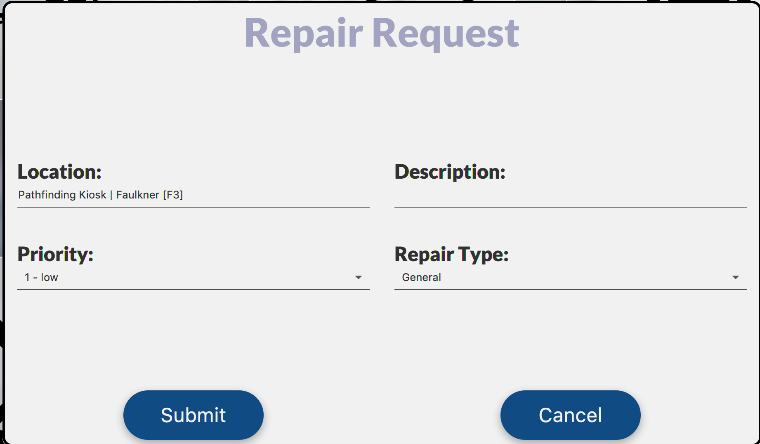 Repair Request
Location:
Pathfinding Kiosk | Faulkner [F3]
Description:
Priority:
1 - low
Repair Type:
General
Submit
Cancel